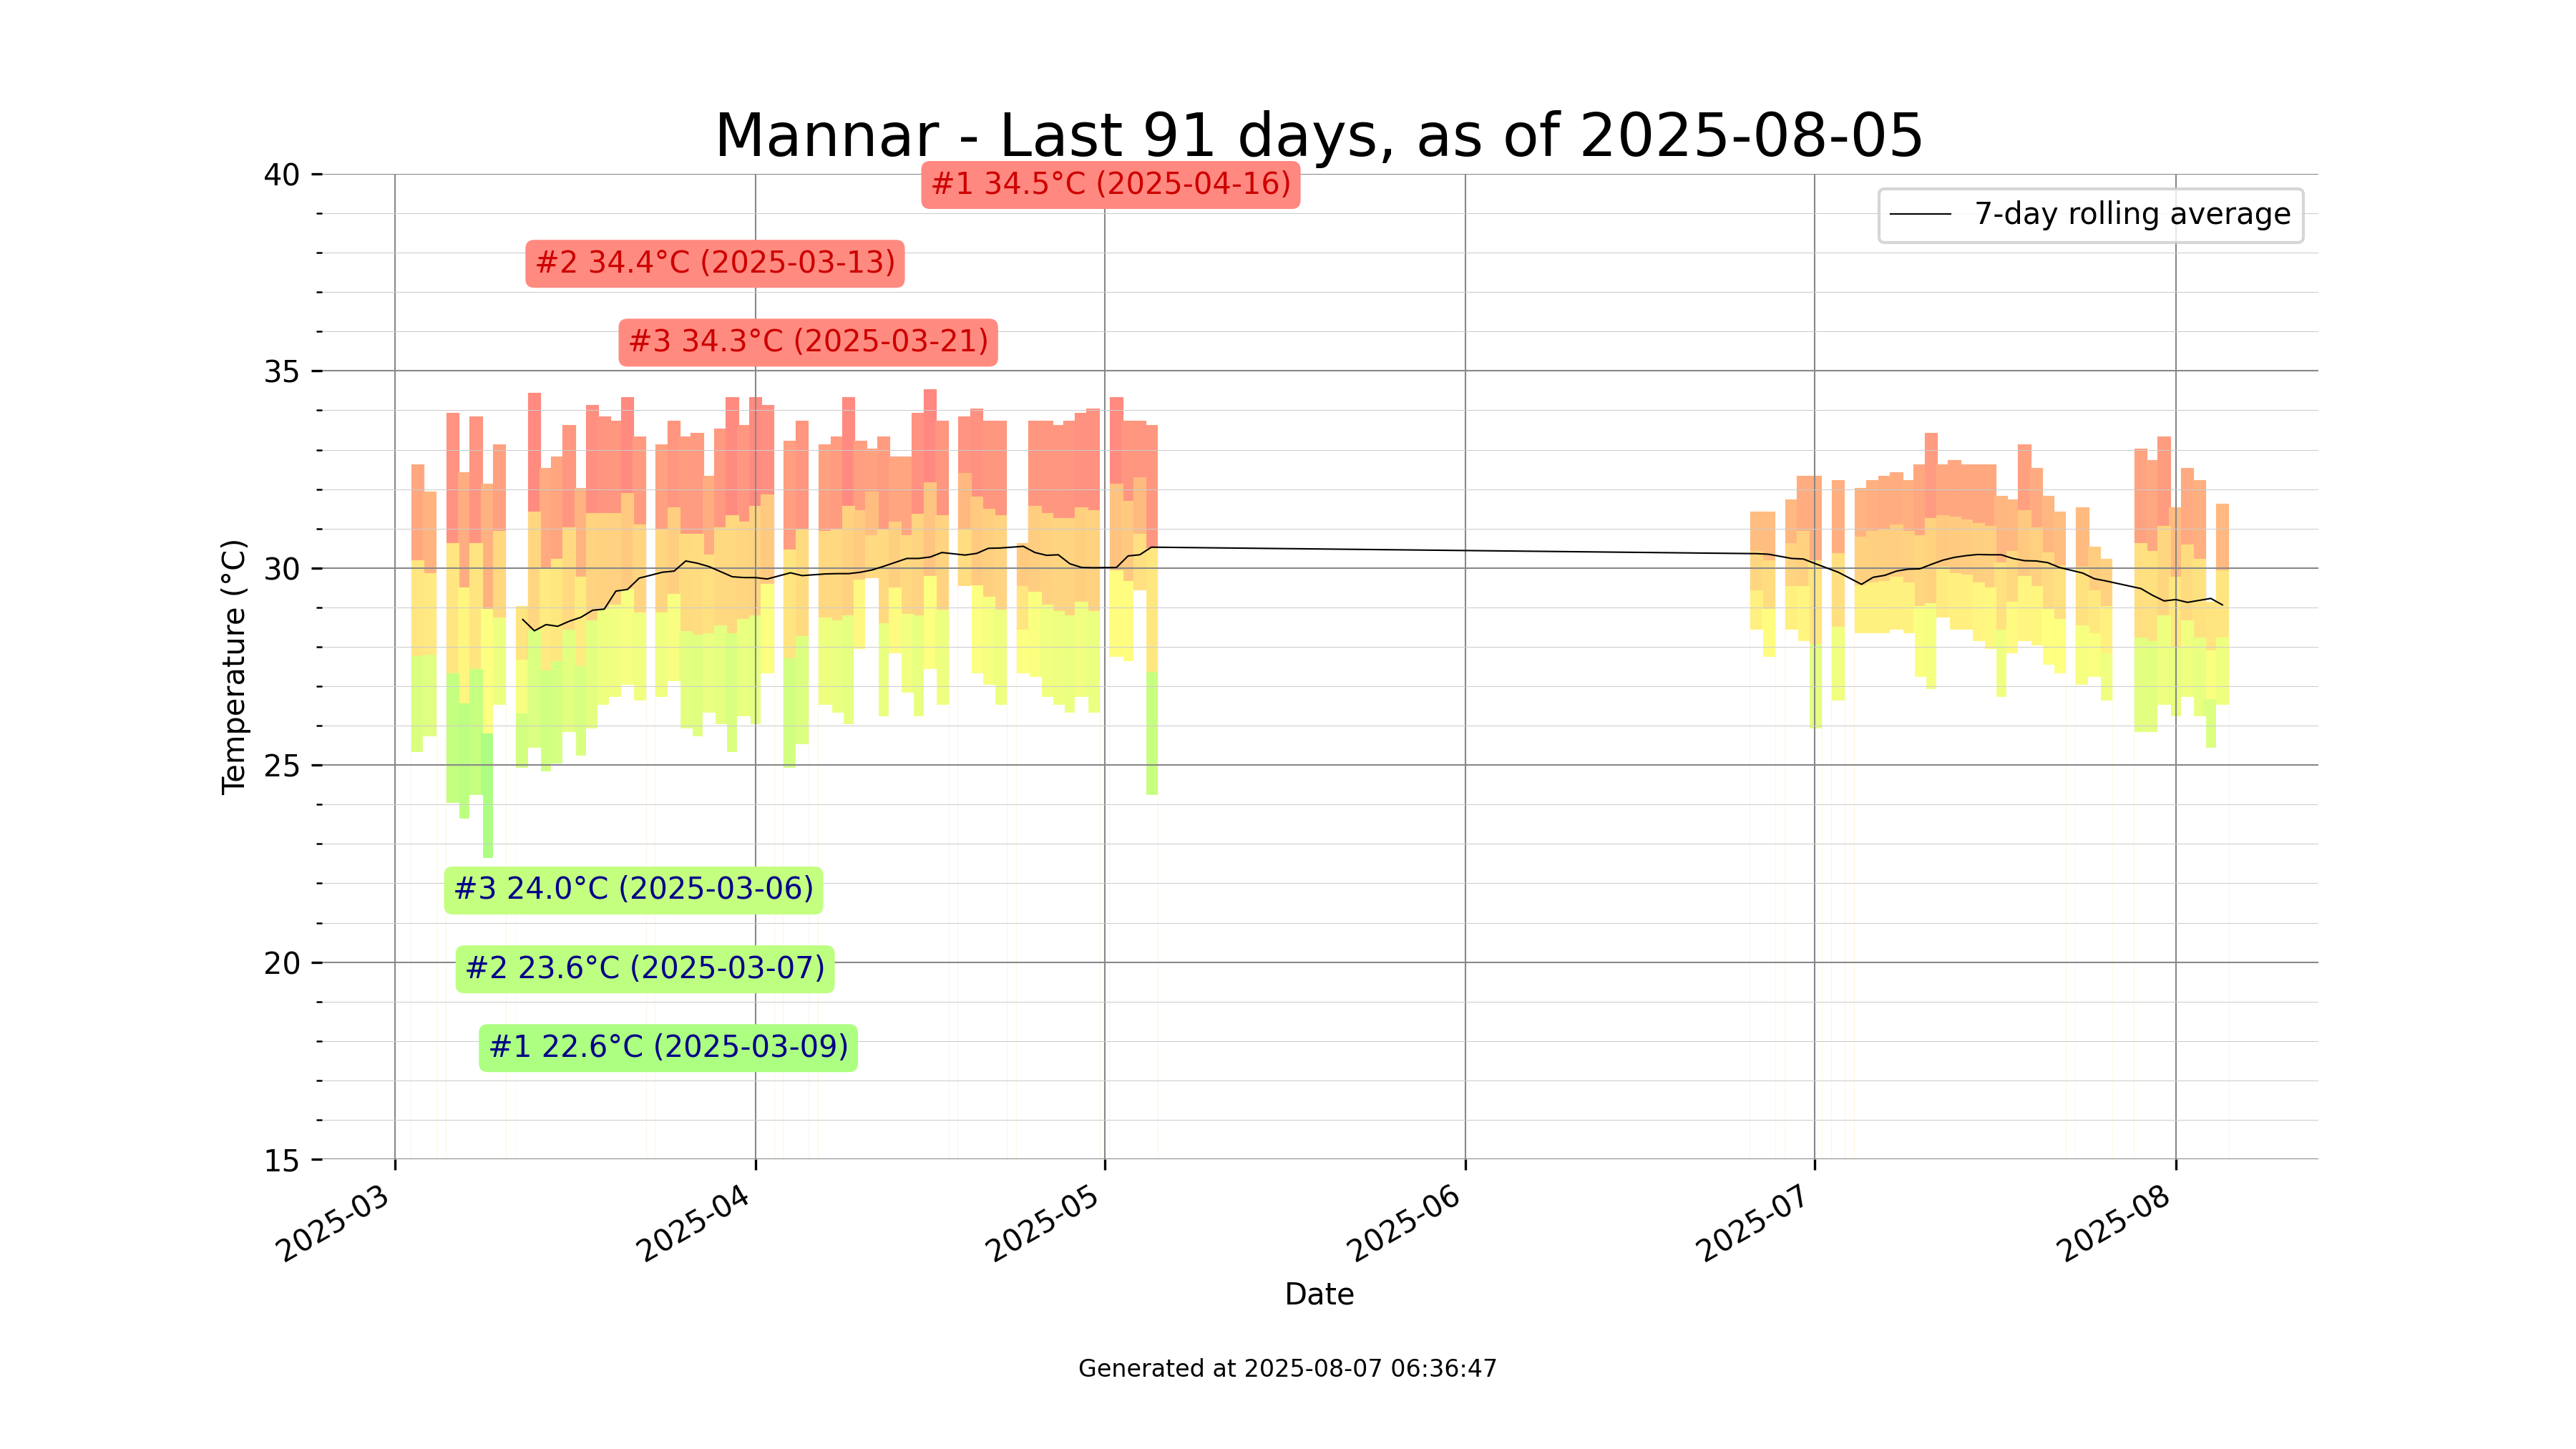 Mannar - Last 91 days, as of 2025-08-05
#1 34.5°C (2025-04-16)
#2 34.4°C (2025-03-13)
#3 34.3°C (2025-03-21)
7-day rolling average
40
35
30
25
20
15
Temperature (°C)
#3 24.0°C (2025-03-06)
#2 23.6°C (2025-03-07)
#1 22.6°C (2025-03-09)
2025-03
2025-04
2025-05
2025-06
2025-07
2025-08
Date
Generated at 2025-08-07 06:36:47